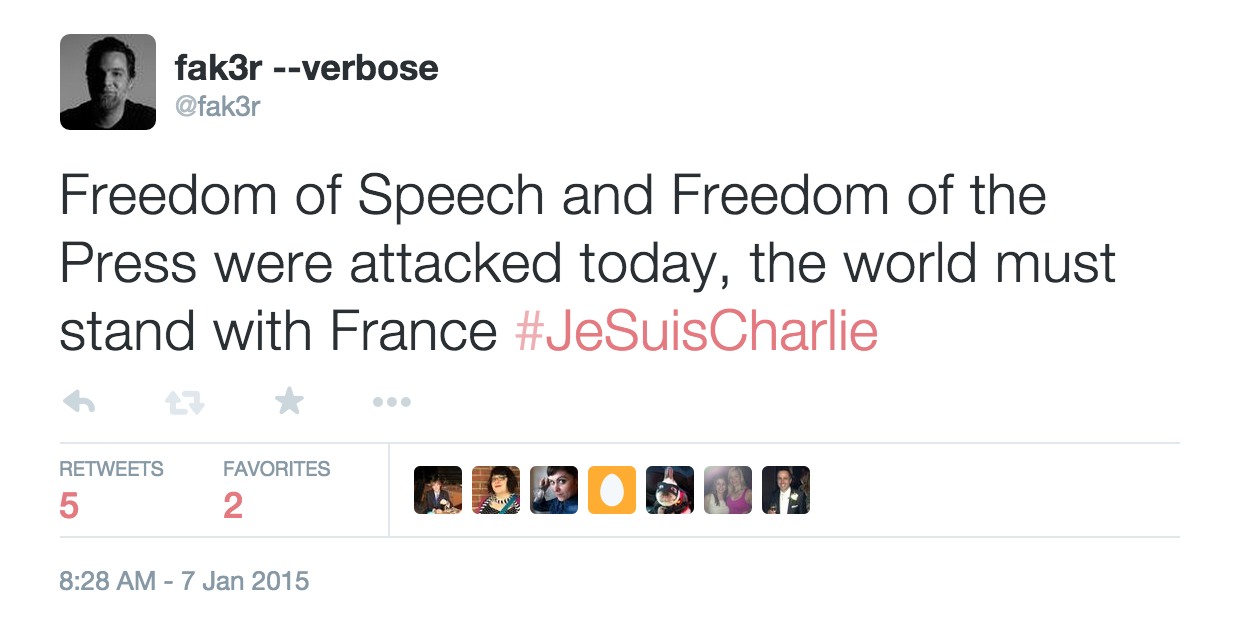 fak3r --verbose
@fak3r
Freedom of Speech and Freedom of the
Press were attacked today, the world must
stand with France #JeSuisCharlie
RETWEETS FAVORITES
5 2
8:28 AM - 7 Jan 2015